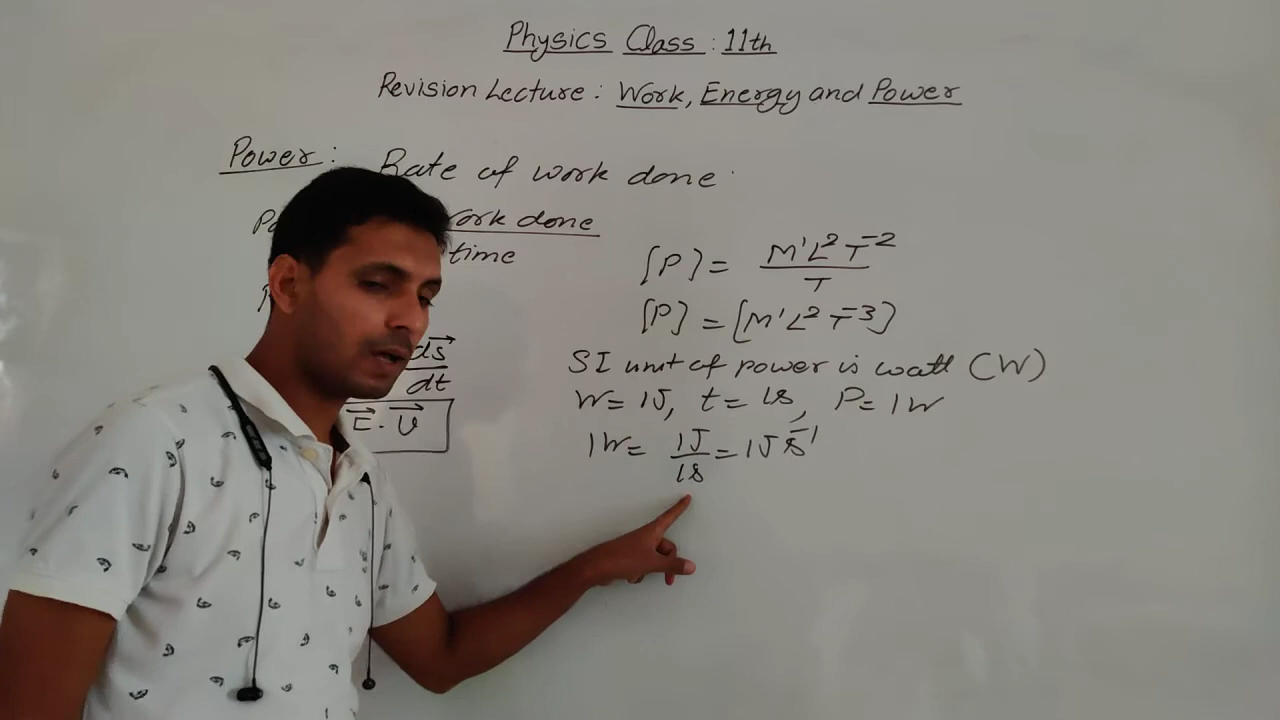 Physics Class : 11th
Revision Lecture : Work, Energy and Power
Power : Rate of work done
work done
time
[P] = M¹L²T⁻²/T
[P] = [M¹L²T⁻³]
ds⃗/dt
SI unit of power is watt (W)
W = 1J, t = 1s, P = 1W
F⃗ . v⃗
1W = 1J/1s = 1J s⁻¹